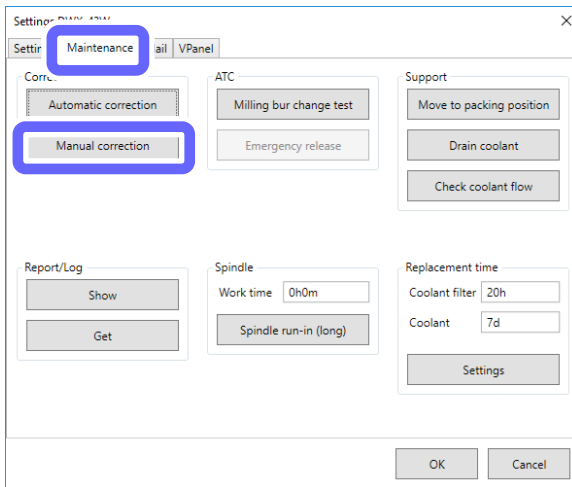 Settings DWX-42W
Maintenance
ail
VPanel
Automatic correction
Manual correction
ATC
Milling bur change test
Emergency release
Support
Move to packing position
Drain coolant
Check coolant flow
Report/Log
Show
Get
Spindle
Work time 0h0m
Spindle run-in (long)
Replacement time
Coolant filter 20h
Coolant 7d
Settings
OK
Cancel